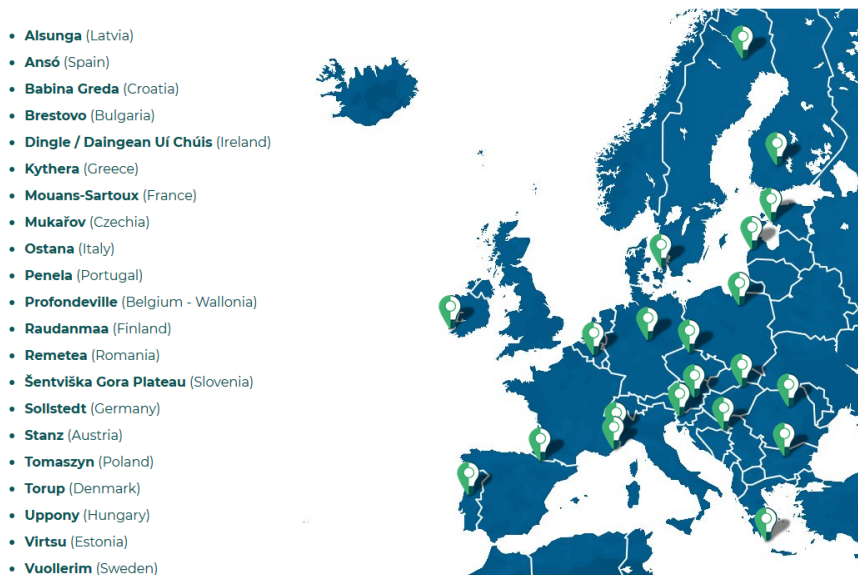 Alsunga (Latvia)
Ansó (Spain)
Babina Greda (Croatia)
Brestovo (Bulgaria)
Dingle / Daingean Uí Chúis (Ireland)
Kythera (Greece)
Mouans-Sartoux (France)
Mukařov (Czechia)
Ostana (Italy)
Penela (Portugal)
Profondeville (Belgium - Wallonia)
Raudanmaa (Finland)
Remetea (Romania)
Šentviška Gora Plateau (Slovenia)
Sollstedt (Germany)
Stanz (Austria)
Tomaszyn (Poland)
Torup (Denmark)
Uppony (Hungary)
Virtsu (Estonia)
Vuollerim (Sweden)